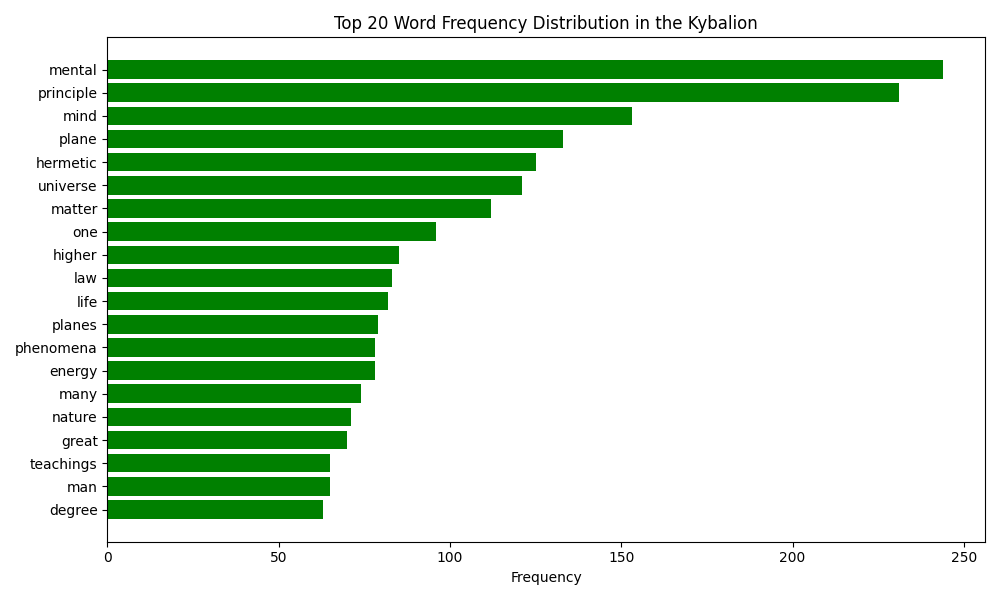 Top 20 Word Frequency Distribution in the Kybalion
mental
principle
mind
plane
hermetic
universe
matter
one
higher
law
life
planes
phenomena
energy
many
nature
great
teachings
man
degree
0 50 100 150 200 250
Frequency